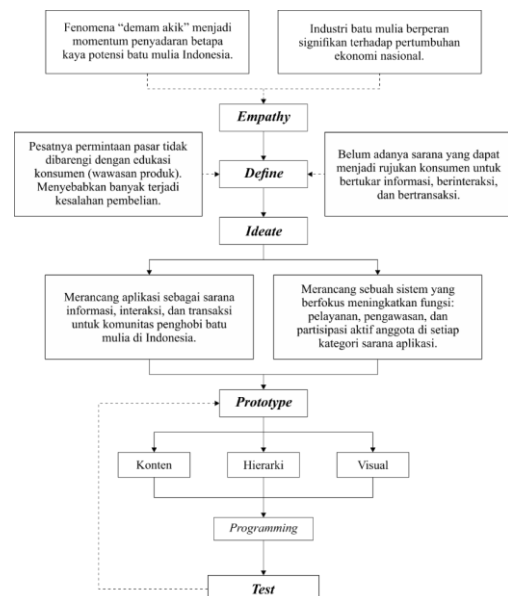 Fenomena “demam akik” menjadi
momentum penyadaran betapa
kaya potensi batu mulia Indonesia.
Industri batu mulia berperan
signifikan terhadap pertumbuhan
ekonomi nasional.
Empathy
Pesatnya permintaan pasar tidak
dibarengi dengan edukasi
konsumen (wawasan produk).
Menyebabkan banyak terjadi
kesalahan pembelian.
Define
Belum adanya sarana yang dapat
menjadi rujukan konsumen untuk
bertukar informasi, berinteraksi,
dan bertransaksi.
Ideate
Merancang aplikasi sebagai sarana
informasi, interaksi, dan transaksi
untuk komunitas penghobi batu
mulia di Indonesia.
Merancang sebuah sistem yang
berfokus meningkatkan fungsi:
pelayanan, pengawasan, dan
partisipasi aktif anggota di setiap
kategori sarana aplikasi.
Prototype
Konten
Hierarki
Visual
Programming
Test